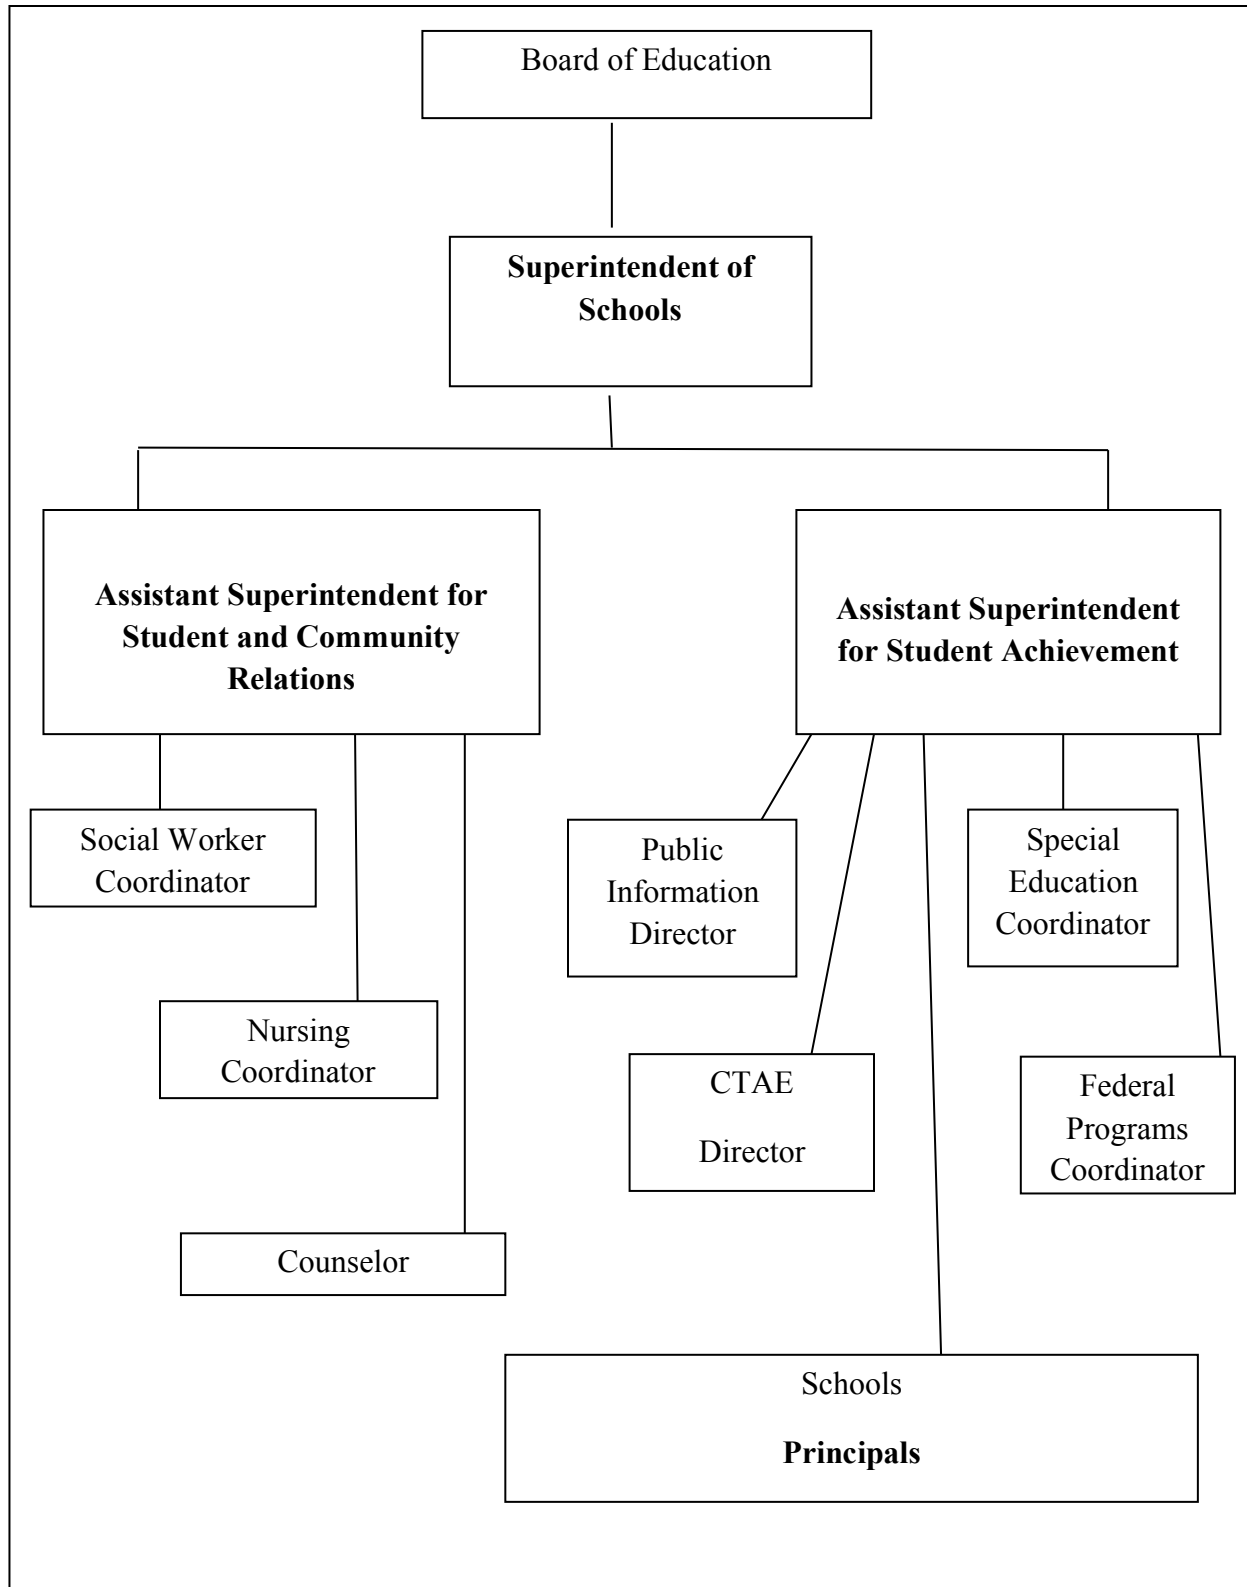 Board of Education
Superintendent of
Schools
Assistant Superintendent for
Student and Community
Relations
Assistant Superintendent
for Student Achievement
Social Worker
Coordinator
Public
Information
Director
Special
Education
Coordinator
Nursing
Coordinator
CTAE
Director
Federal
Programs
Coordinator
Counselor
Schools
Principals